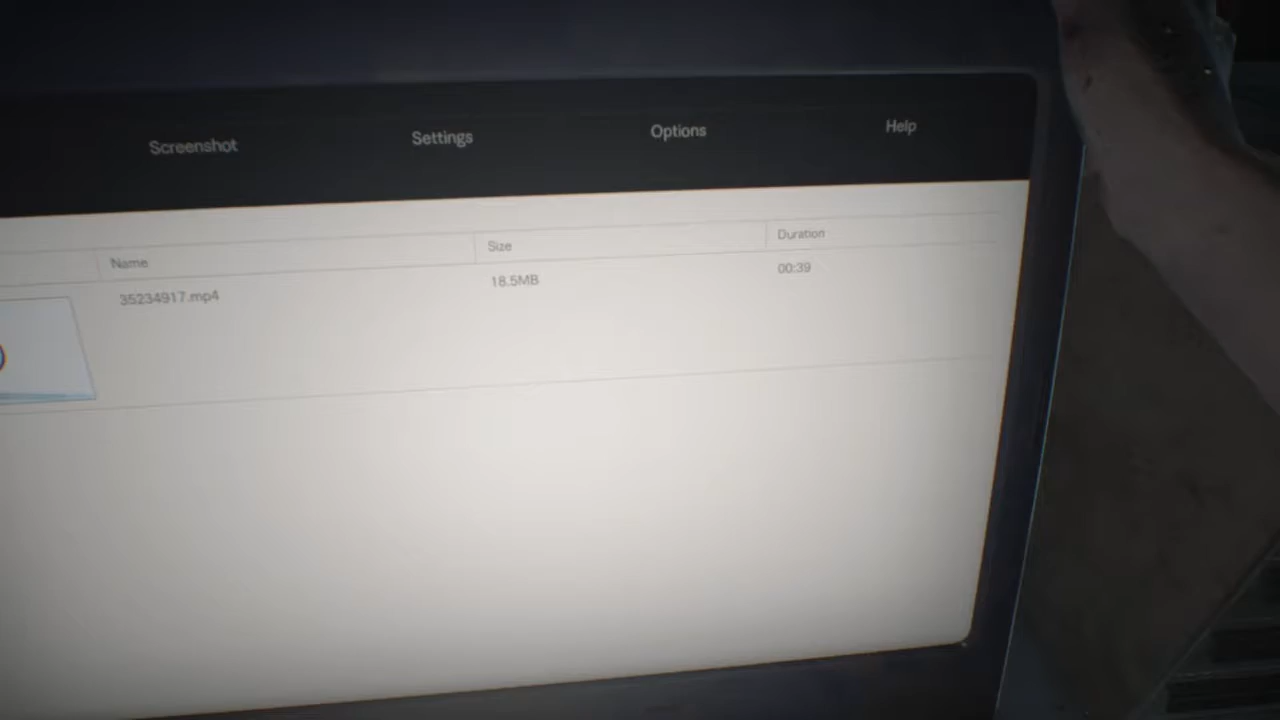 Screenshot Settings Options Help
Name Size Duration
35234917.mp4 18.5MB 00:39